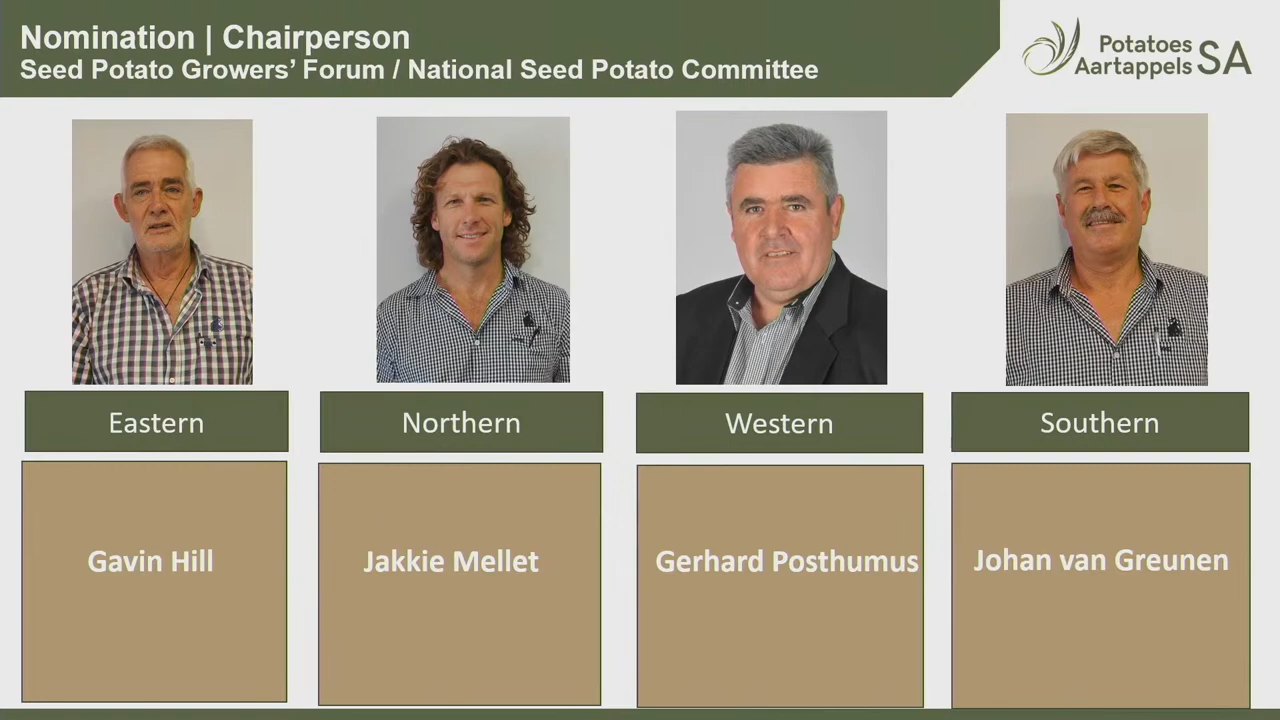 Nomination | Chairperson
Seed Potato Growers’ Forum / National Seed Potato Committee
Potatoes
Aartappels SA
Eastern
Northern
Western
Southern
Gavin Hill
Jakkie Mellet
Gerhard Posthumus
Johan van Greunen